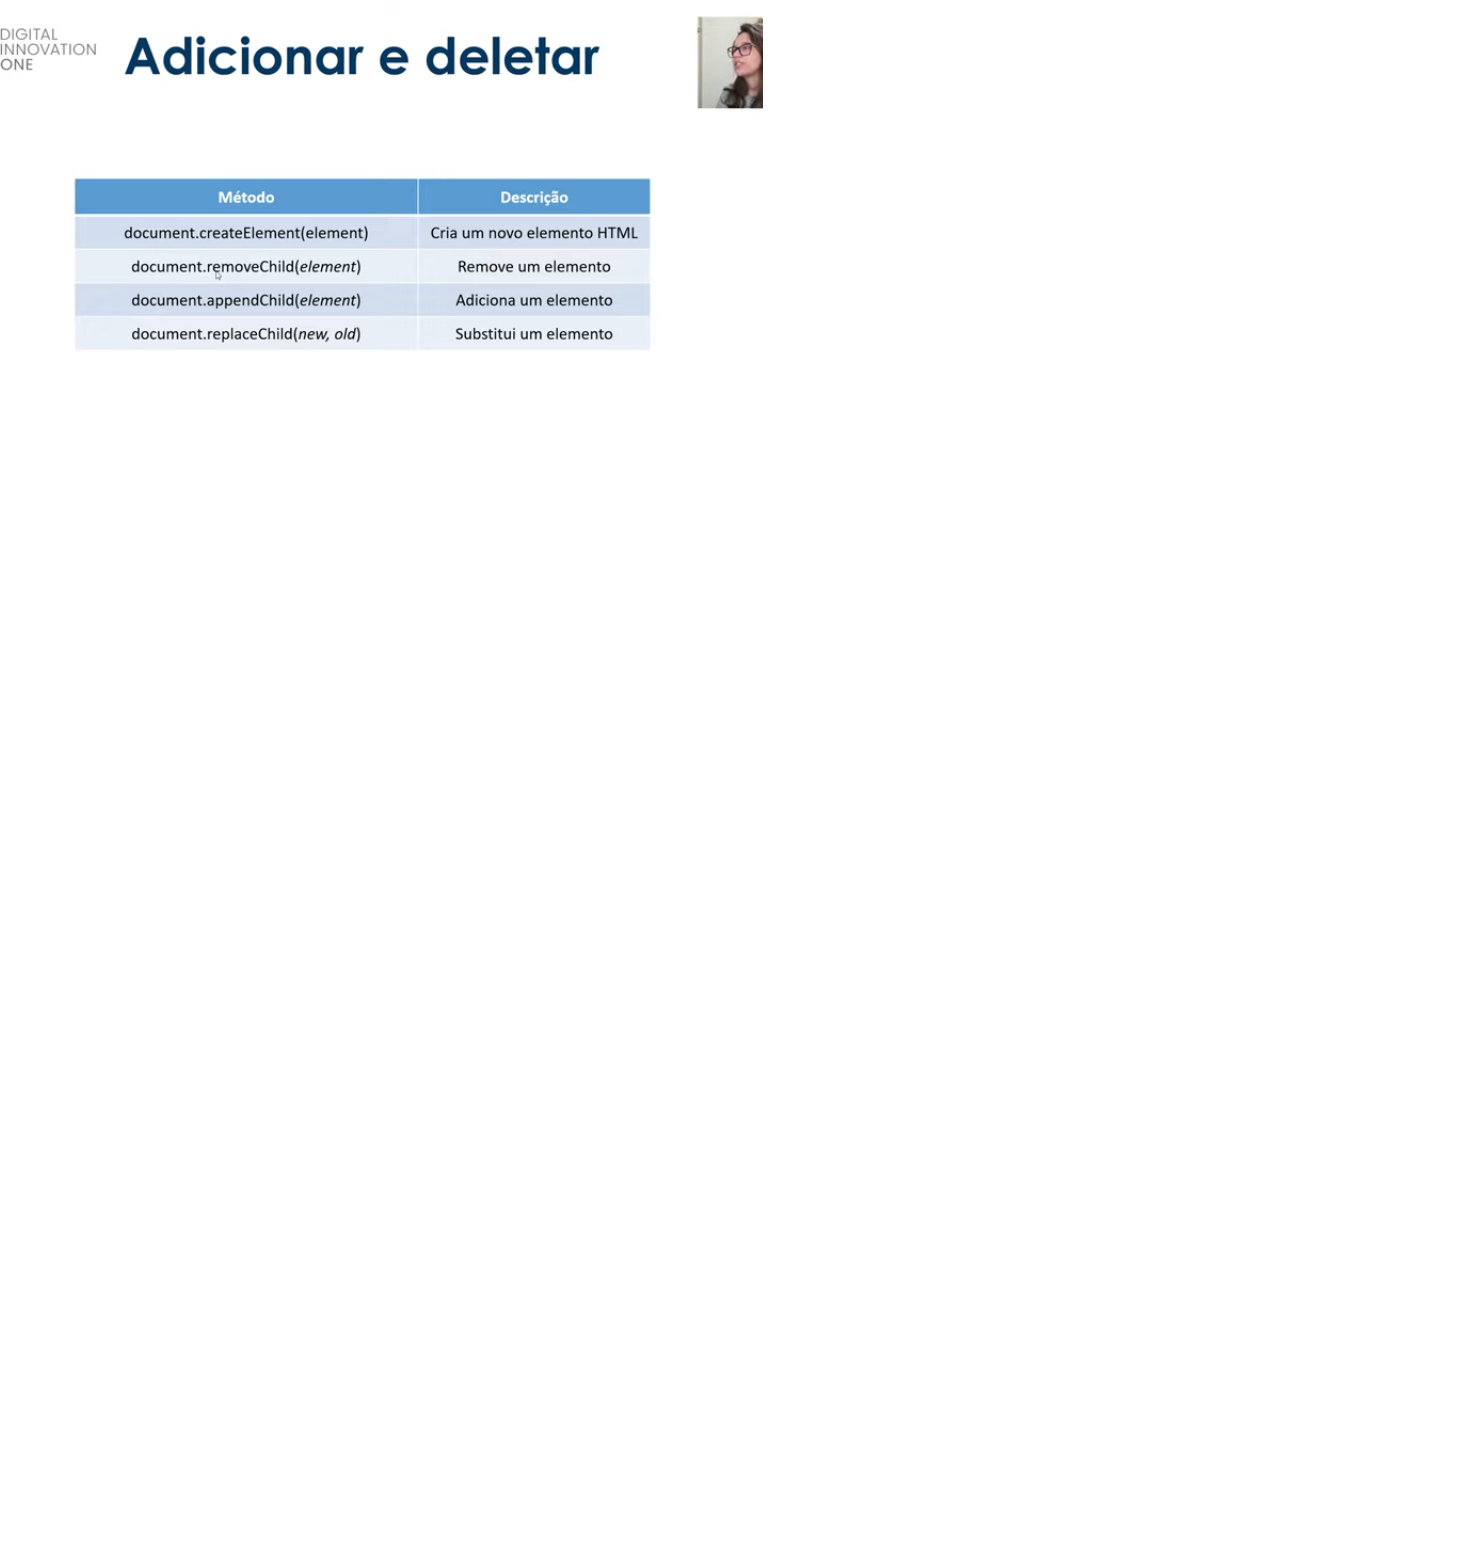 DIGITAL
INNOVATION
ONE
Adicionar e deletar
Método Descrição
document.createElement(element) Cria um novo elemento HTML
document.removeChild(element) Remove um elemento
document.appendChild(element) Adiciona um elemento
document.replaceChild(new, old) Substitui um elemento